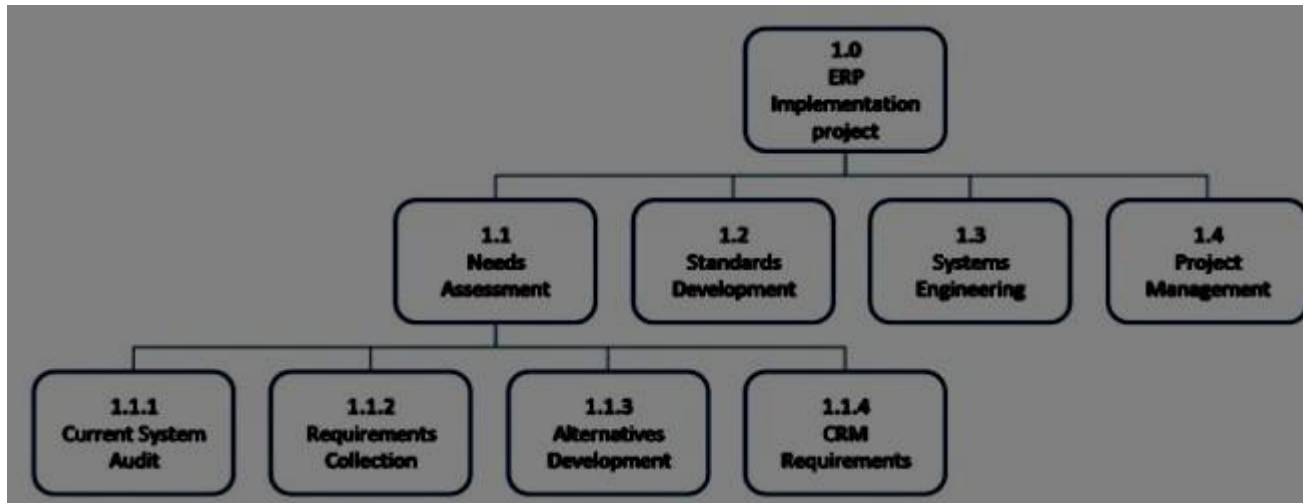 1.0
ERP
Implementation
project
1.1
Needs
Assessment
1.2
Standards
Development
1.3
Systems
Engineering
1.4
Project
Management
1.1.1
Current System
Audit
1.1.2
Requirements
Collection
1.1.3
Alternatives
Development
1.1.4
CRM
Requirements